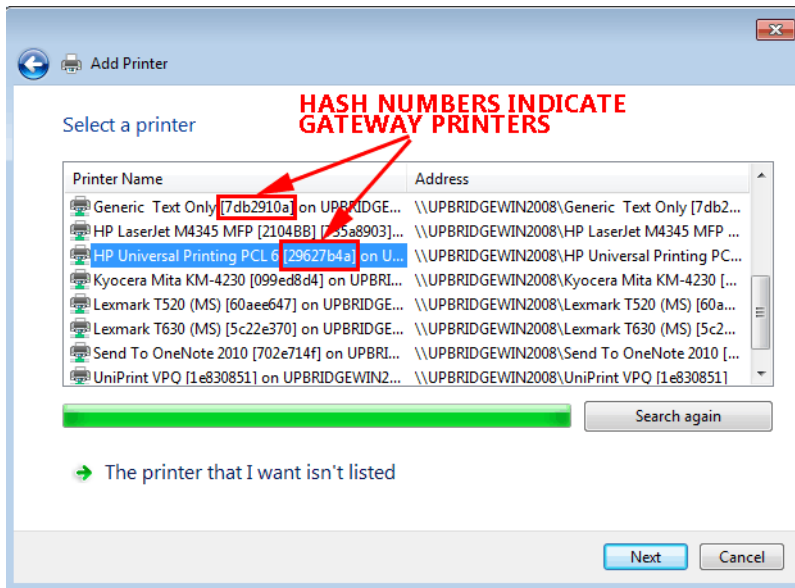 Add Printer
HASH NUMBERS INDICATE
GATEWAY PRINTERS
Select a printer
Printer Name Address
Generic Text Only [7db2910a] on UPBRIDGE... \\UPBRIDGEWIN2008\Generic Text Only [7db2...
HP LaserJet M4345 MFP [2104BB] [ 35a8903]... \\UPBRIDGEWIN2008\HP LaserJet M4345 MFP ...
HP Universal Printing PCL 6 [29627b4a] on U... \\UPBRIDGEWIN2008\HP Universal Printing PC...
Kyocera Mita KM-4230 [099ed8d4] on UPBRI... \\UPBRIDGEWIN2008\Kyocera Mita KM-4230 [...
Lexmark T520 (MS) [60aee647] on UPBRIDGE... \\UPBRIDGEWIN2008\Lexmark T520 (MS) [60a...
Lexmark T630 (MS) [5c22e370] on UPBRIDGE... \\UPBRIDGEWIN2008\Lexmark T630 (MS) [5c2...
Send To OneNote 2010 [702e714f] on UPBRI... \\UPBRIDGEWIN2008\Send To OneNote 2010 [...
UniPrint VPQ [1e830851] on UPBRIDGEWIN2... \\UPBRIDGEWIN2008\UniPrint VPQ [1e830851]
Search again
The printer that I want isn't listed
Next Cancel